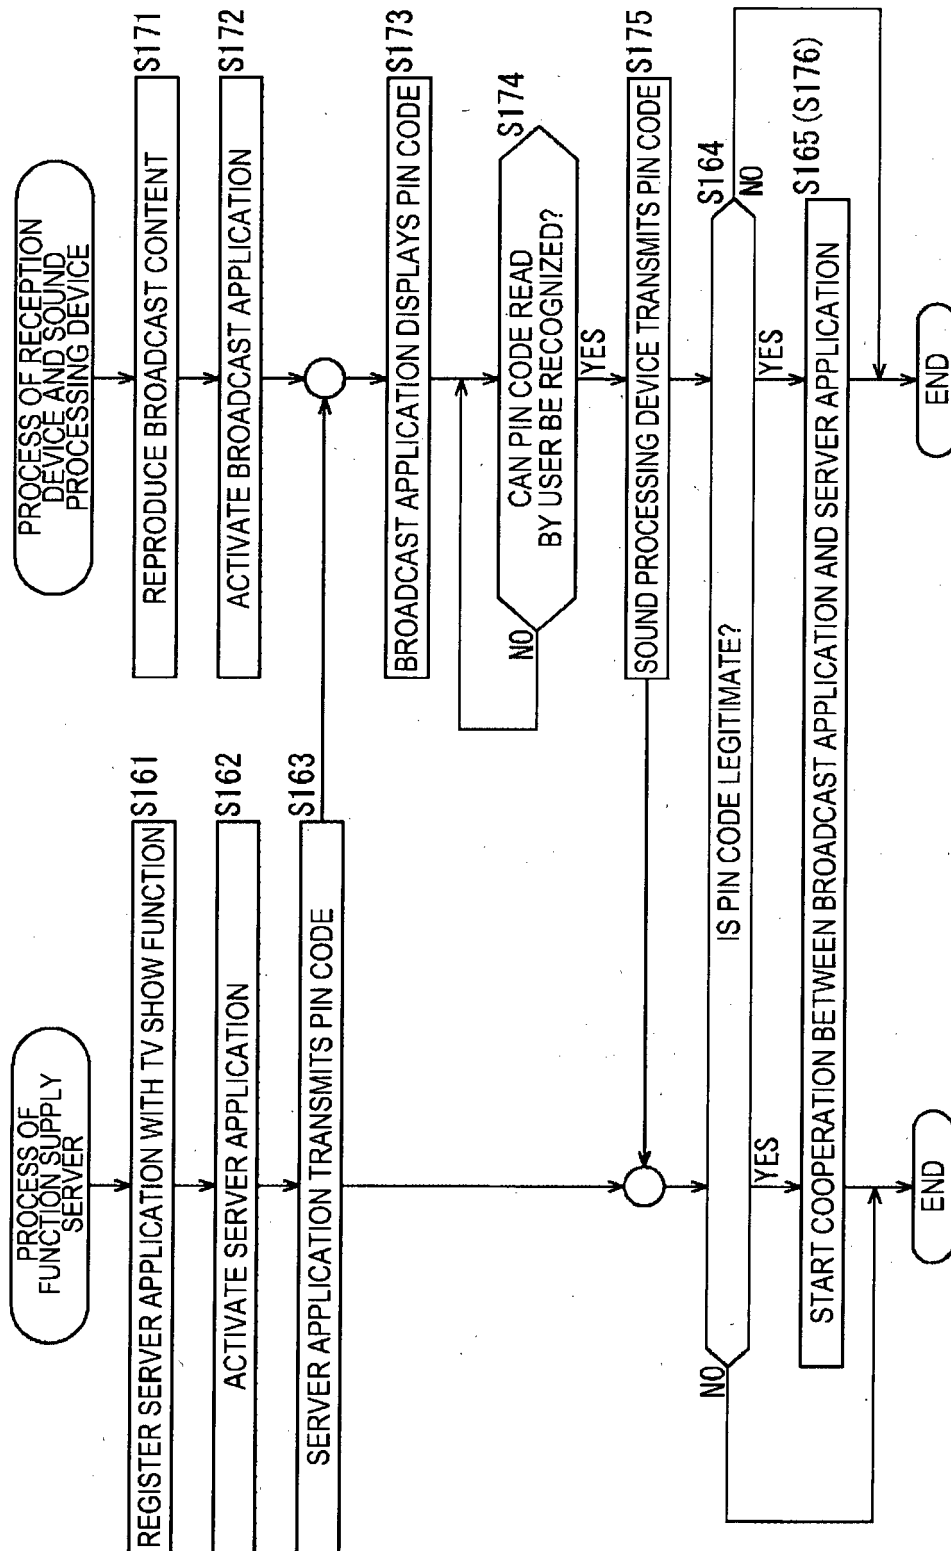 PROCESS OF
FUNCTION SUPPLY
SERVER
REGISTER SERVER APPLICATION WITH TV SHOW FUNCTION
S161
ACTIVATE SERVER APPLICATION
S162
SERVER APPLICATION TRANSMITS PIN CODE
S163
PROCESS OF RECEPTION
DEVICE AND SOUND
PROCESSING DEVICE
REPRODUCE BROADCAST CONTENT
S171
ACTIVATE BROADCAST APPLICATION
S172
BROADCAST APPLICATION DISPLAYS PIN CODE
S173
CAN PIN CODE READ
BY USER BE RECOGNIZED?
S174
NO
YES
SOUND PROCESSING DEVICE TRANSMITS PIN CODE
S175
IS PIN CODE LEGITIMATE?
S164
NO
NO
YES
YES
START COOPERATION BETWEEN BROADCAST APPLICATION AND SERVER APPLICATION
S165 (S176)
END
END